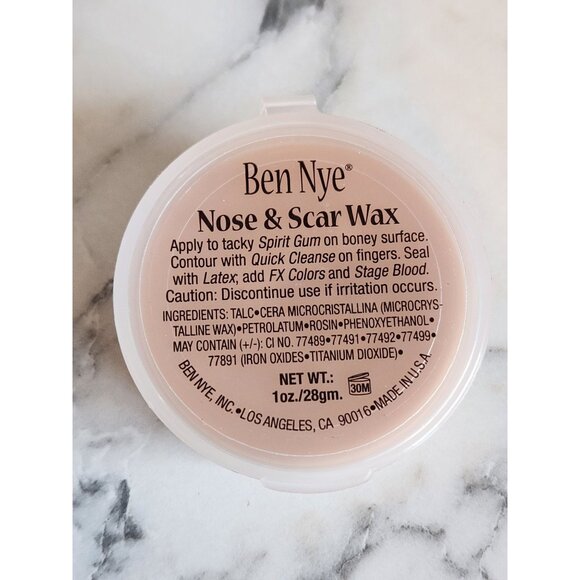 Ben Nye®
Nose & Scar Wax
Apply to tacky Spirit Gum on boney surface.
Contour with Quick Cleanse on fingers. Seal
with Latex; add FX Colors and Stage Blood.
Caution: Discontinue use if irritation occurs.
INGREDIENTS: TALC•CERA MICROCRISTALLINA (MICROCRYS-
TALLINE WAX)•PETROLATUM•ROSIN•PHENOXYETHANOL•
MAY CONTAIN (+/-): CI NO. 77489•77491•77492•77499•
77891 (IRON OXIDES•TITANIUM DIOXIDE)•
NET WT.:
1oz./28gm.
30M
BEN NYE, INC.•LOS ANGELES, CA 90016•MADE IN U.S.A.